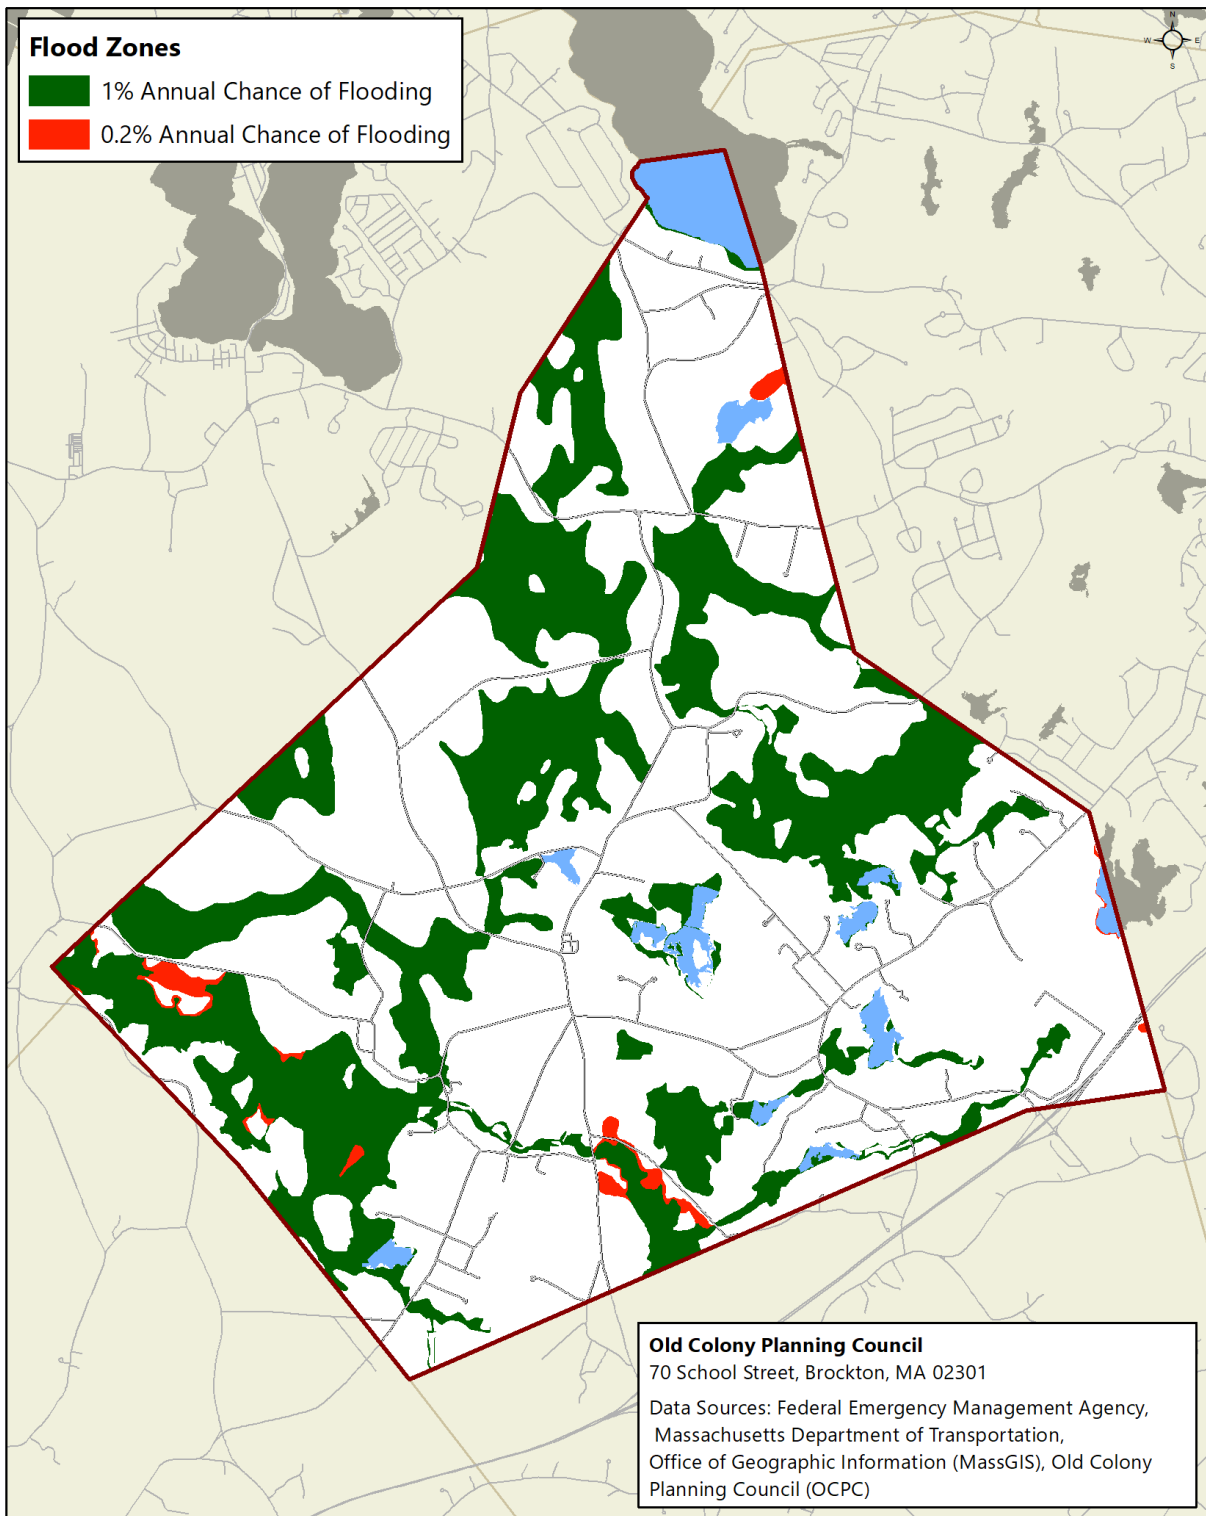 Flood Zones
1% Annual Chance of Flooding
0.2% Annual Chance of Flooding
N
W E
S
Old Colony Planning Council
70 School Street, Brockton, MA 02301
Data Sources: Federal Emergency Management Agency,
Massachusetts Department of Transportation,
Office of Geographic Information (MassGIS), Old Colony
Planning Council (OCPC)